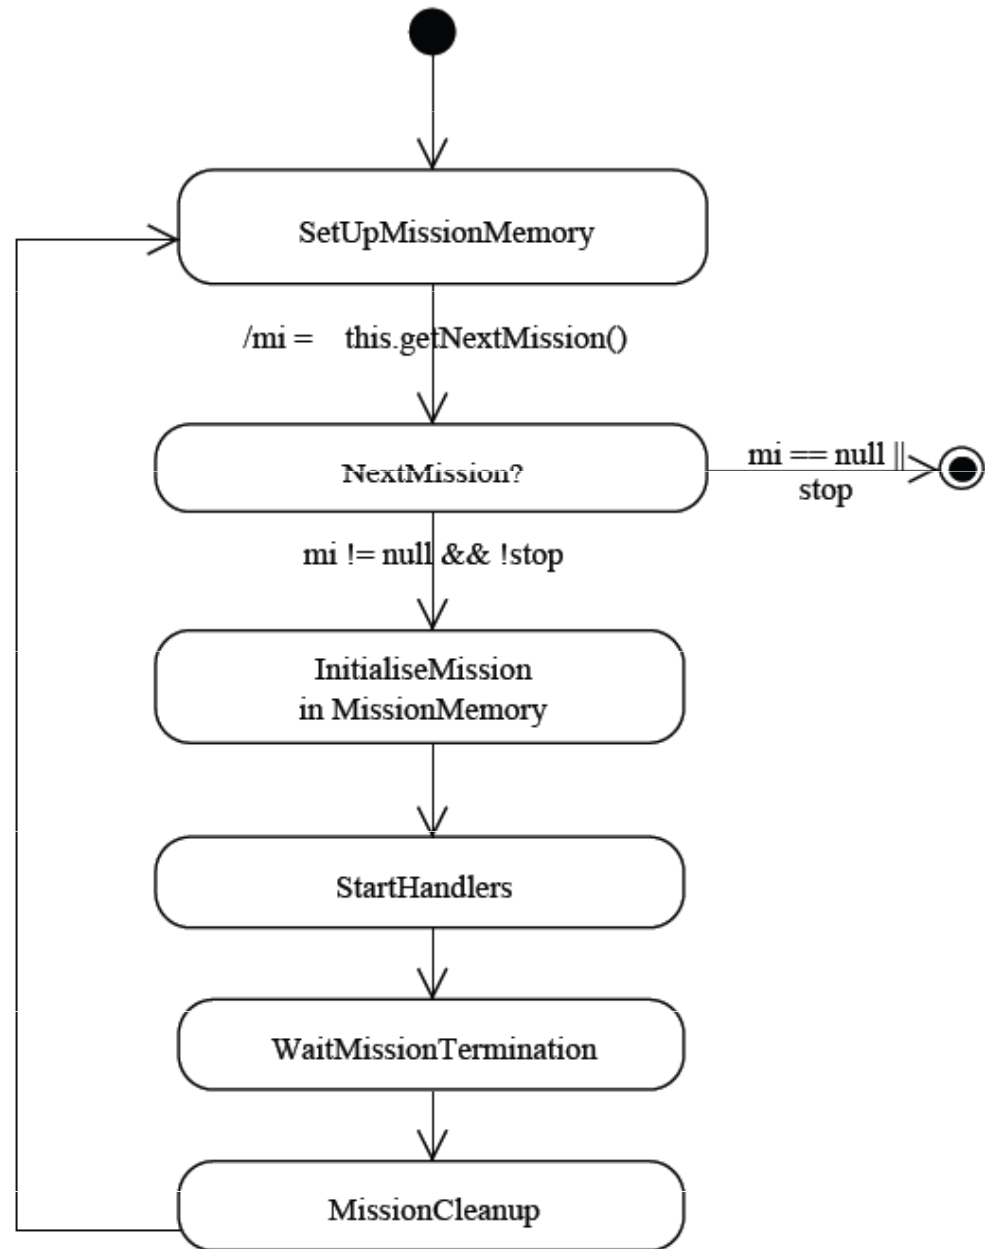 SetUpMissionMemory
/mi = this.getNextMission()
NextMission?
mi == null ||
stop
mi != null && !stop
InitialiseMission
in MissionMemory
StartHandlers
WaitMissionTermination
MissionCleanup